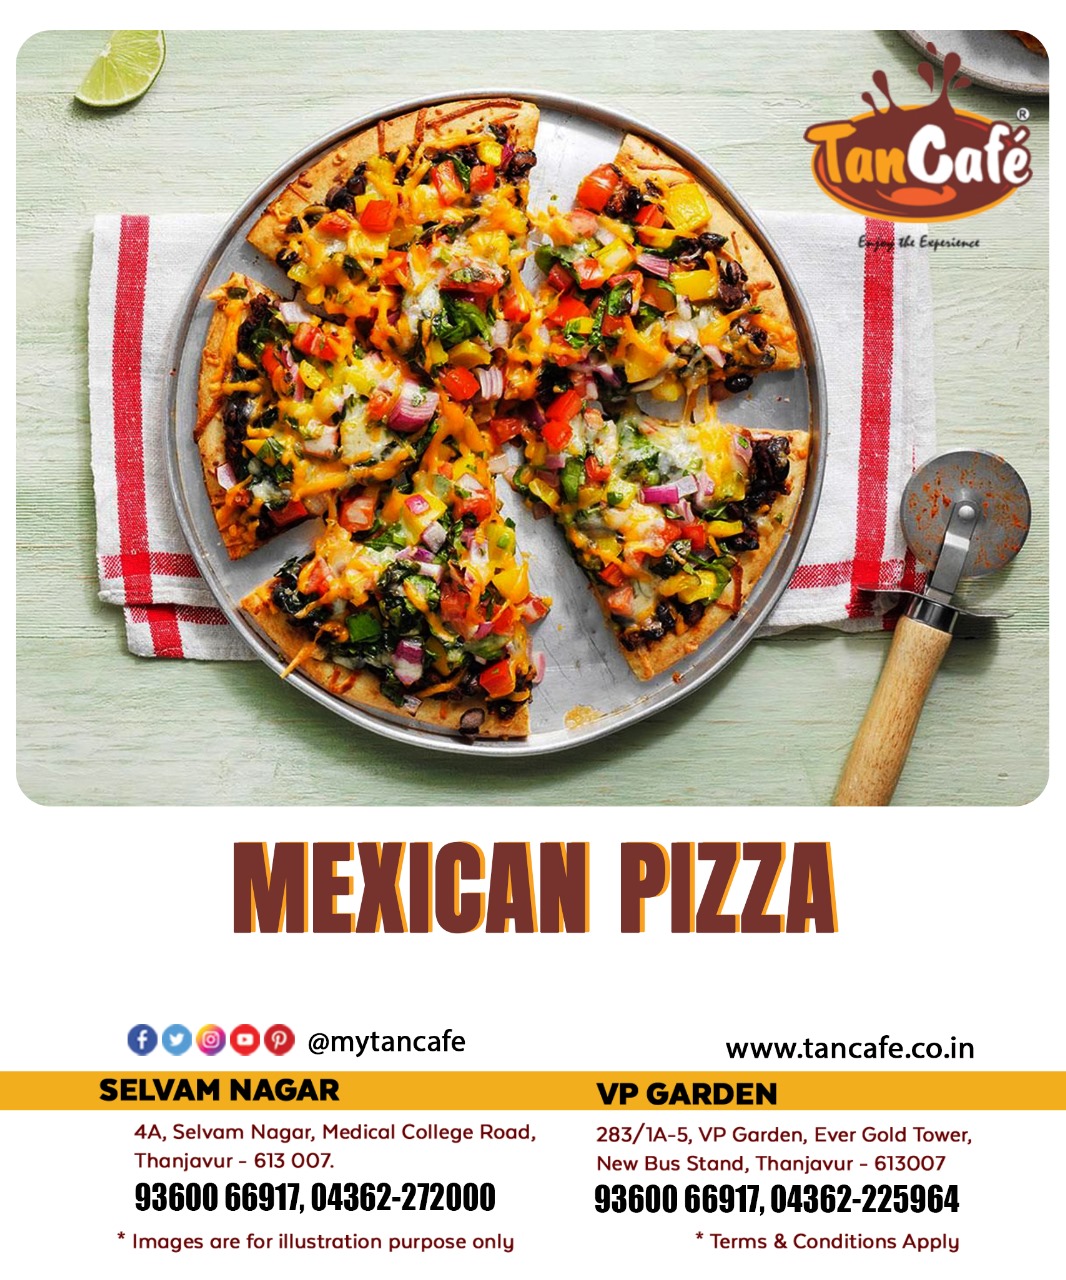 TanCafé
®
Enjoy the Experience
MEXICAN PIZZA
@mytancafe
www.tancafe.co.in
SELVAM NAGAR
4A, Selvam Nagar, Medical College Road,
Thanjavur - 613 007.
93600 66917, 04362-272000
* Images are for illustration purpose only
VP GARDEN
283/1A-5, VP Garden, Ever Gold Tower,
New Bus Stand, Thanjavur - 613007
93600 66917, 04362-225964
* Terms & Conditions Apply